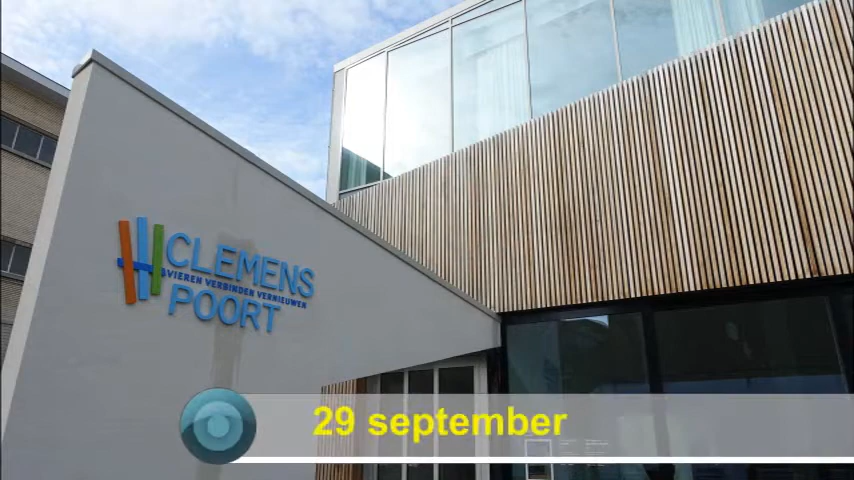 CLEMENS
VIEREN VERBINDEN VERNIEUWEN
POORT
29 september